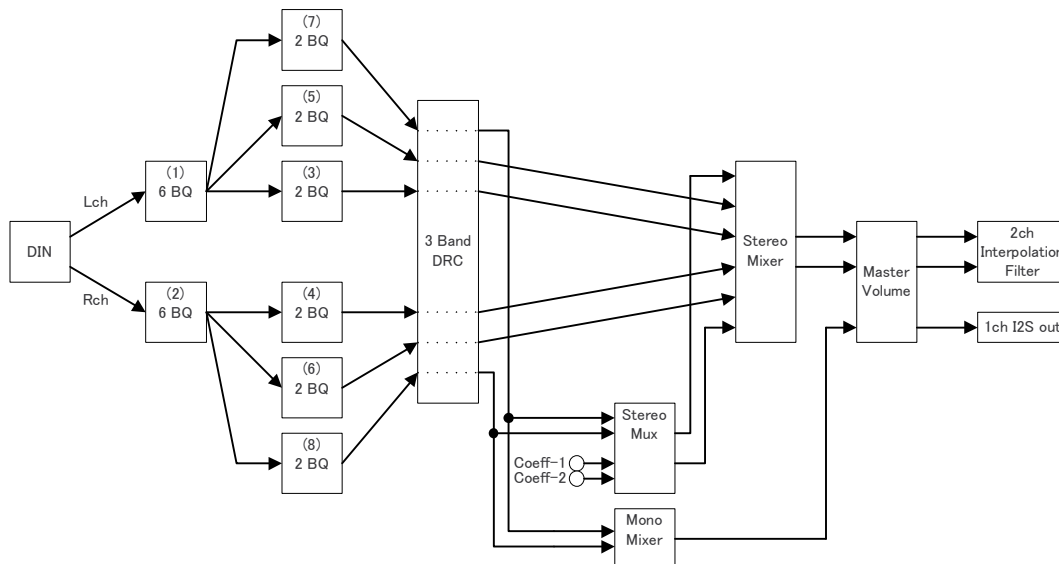 (7)
2 BQ
(5)
2 BQ
(1)
6 BQ
(3)
2 BQ
Lch
DIN
Rch
(2)
6 BQ
(4)
2 BQ
(6)
2 BQ
(8)
2 BQ
3 Band
DRC
Stereo
Mixer
Master
Volume
2ch
Interpolation
Filter
1ch I2S out
Stereo
Mux
Coeff-1
Coeff-2
Mono
Mixer